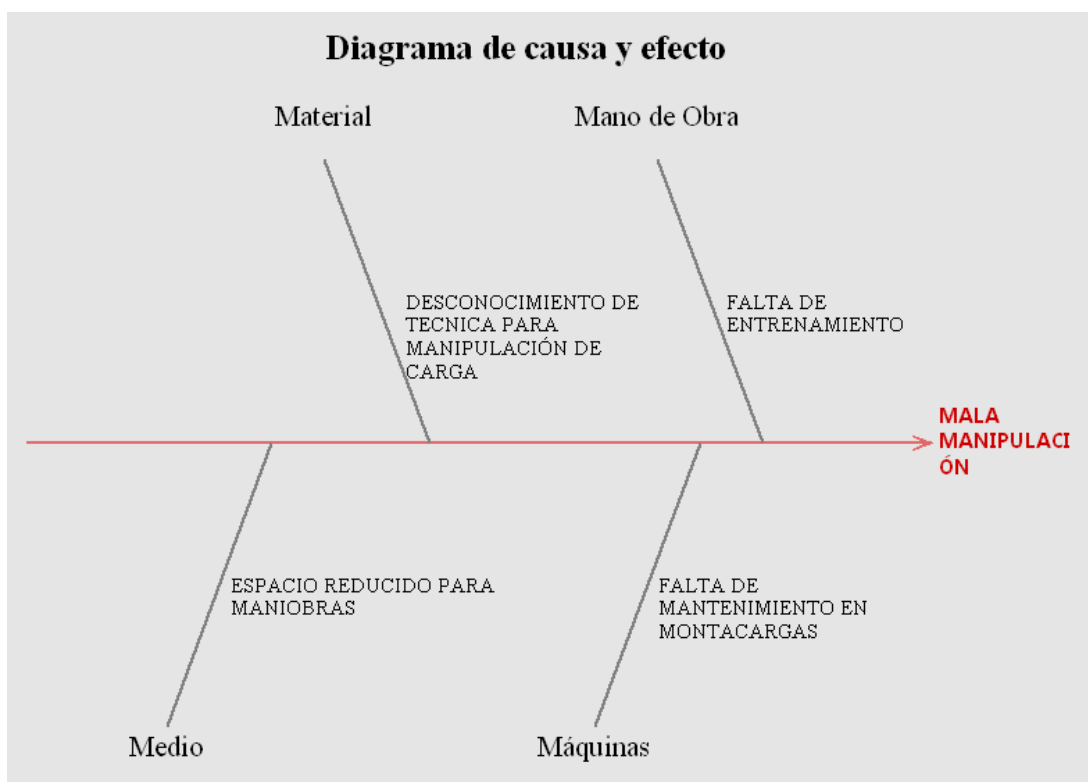 Diagrama de causa y efecto
Material
Mano de Obra
DESCONOCIMIENTO DE
TECNICA PARA
MANIPULACIÓN DE
CARGA
FALTA DE
ENTRENAMIENTO
MALA
MANIPULACI
ÓN
ESPACIO REDUCIDO PARA
MANIOBRAS
FALTA DE
MANTENIMIENTO EN
MONTACARGAS
Medio
Máquinas